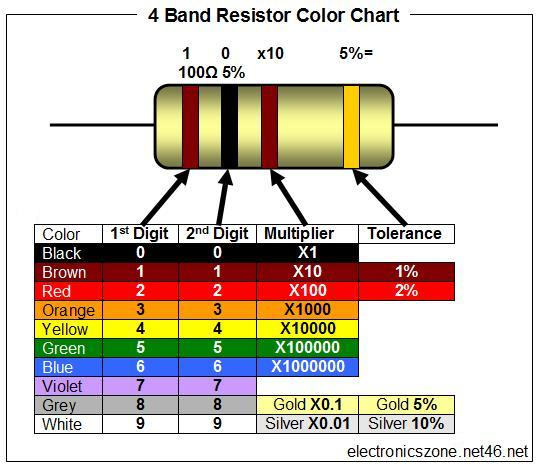 4 Band Resistor Color Chart
1 0 x10 5%=
100Ω 5%
Color 1st Digit 2nd Digit Multiplier Tolerance
Black 0 0 X1
Brown 1 1 X10 1%
Red 2 2 X100 2%
Orange 3 3 X1000
Yellow 4 4 X10000
Green 5 5 X100000
Blue 6 6 X1000000
Violet 7 7
Grey 8 8 Gold X0.1 Gold 5%
White 9 9 Silver X0.01 Silver 10%
electronicszone.net46.net